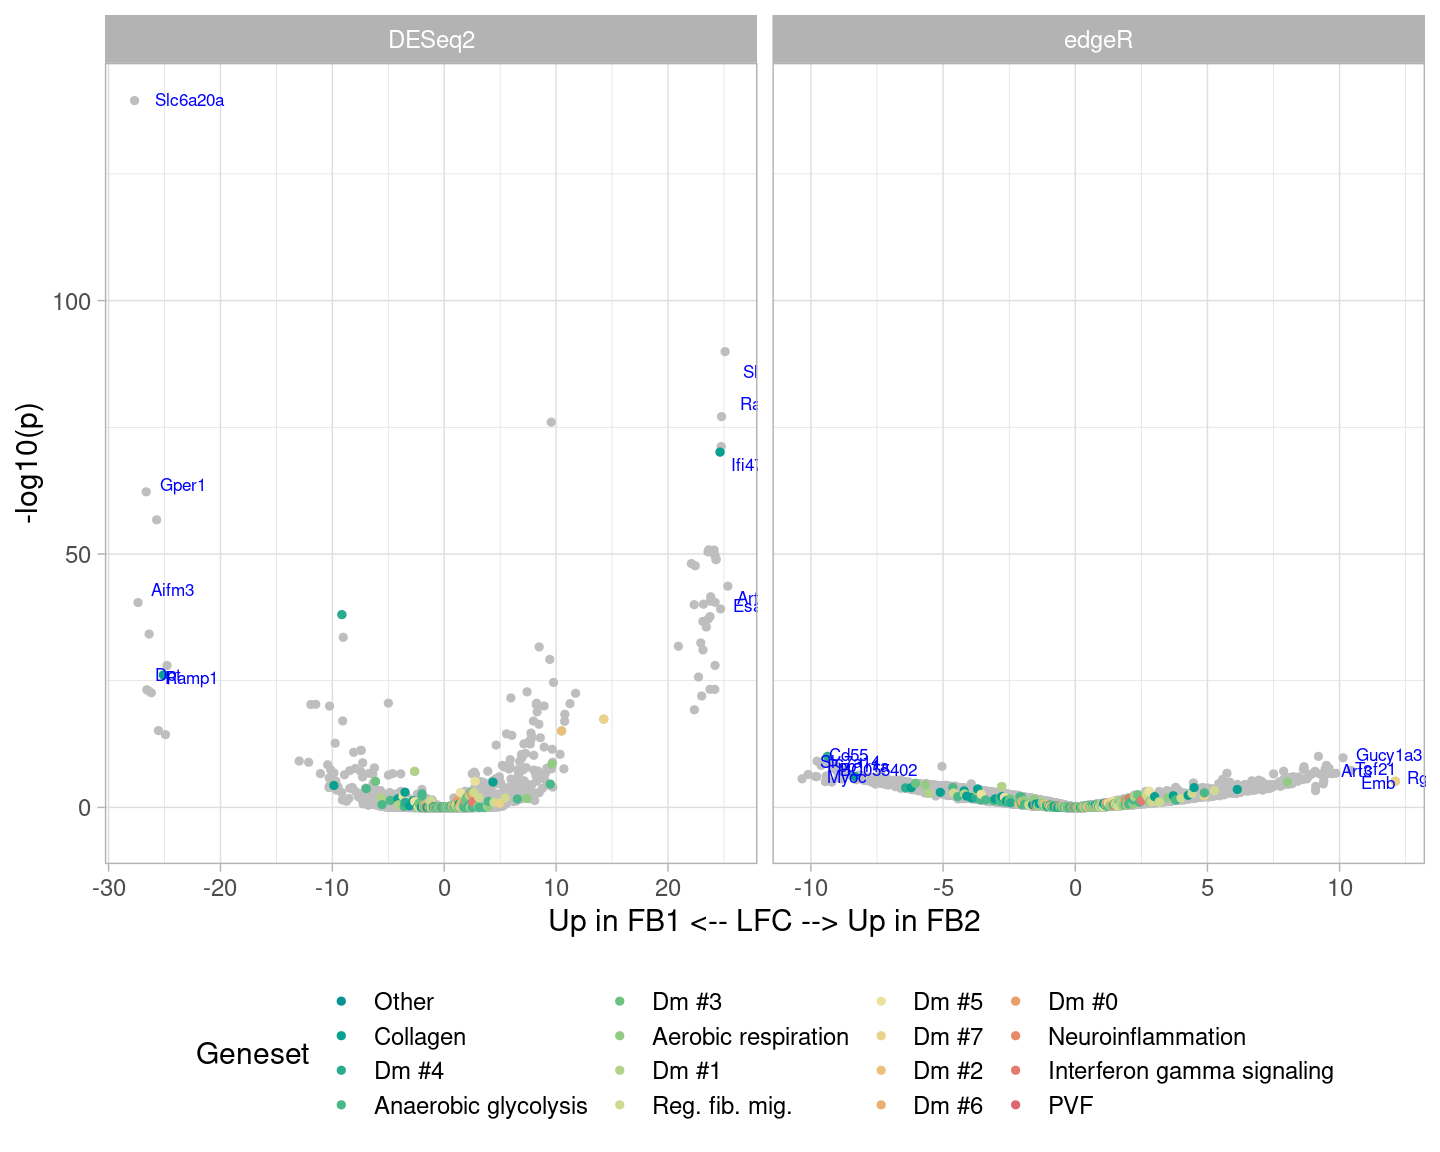 DESeq2
edgeR
-log10(p)
100
50
0
Slc6a20a
Gper1
Aifm3
Ramp1
Ifi47
Cd55
BC055402
Myoc
Gucy1a3
Tcf21
Art3
Emb
-30
-20
-10
0
10
20
-10
-5
0
5
10
Up in FB1 <-- LFC --> Up in FB2
Geneset
Other
Collagen
Dm #4
Anaerobic glycolysis
Dm #3
Aerobic respiration
Dm #1
Reg. fib. mig.
Dm #5
Dm #7
Dm #2
Dm #6
Dm #0
Neuroinflammation
Interferon gamma signaling
PVF